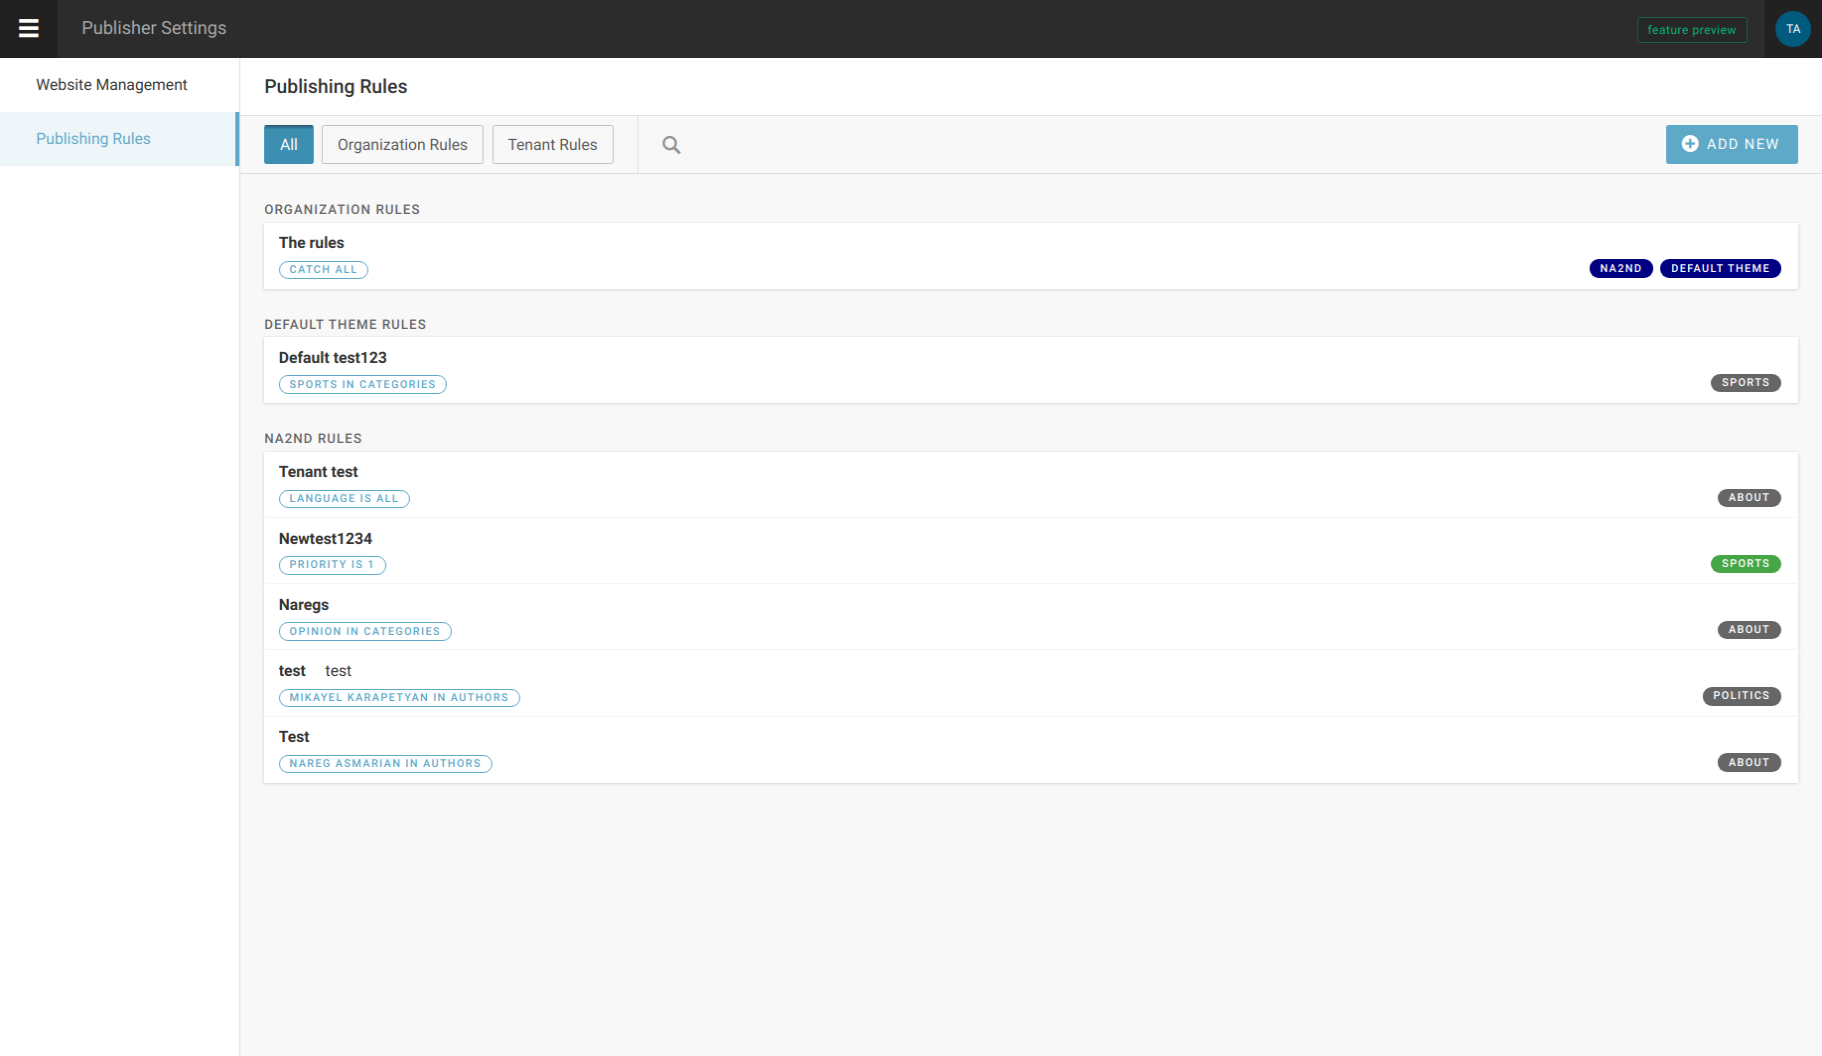 Publisher Settings
feature preview
TA
Website Management
Publishing Rules
Publishing Rules
All
Organization Rules
Tenant Rules
ADD NEW
ORGANIZATION RULES
The rules
CATCH ALL
NA2ND
DEFAULT THEME
DEFAULT THEME RULES
Default test123
SPORTS IN CATEGORIES
SPORTS
NA2ND RULES
Tenant test
LANGUAGE IS ALL
ABOUT
Newtest1234
PRIORITY IS 1
SPORTS
Naregs
OPINION IN CATEGORIES
ABOUT
test test
MIKAYEL KARAPETYAN IN AUTHORS
POLITICS
Test
NAREG ASMARIAN IN AUTHORS
ABOUT